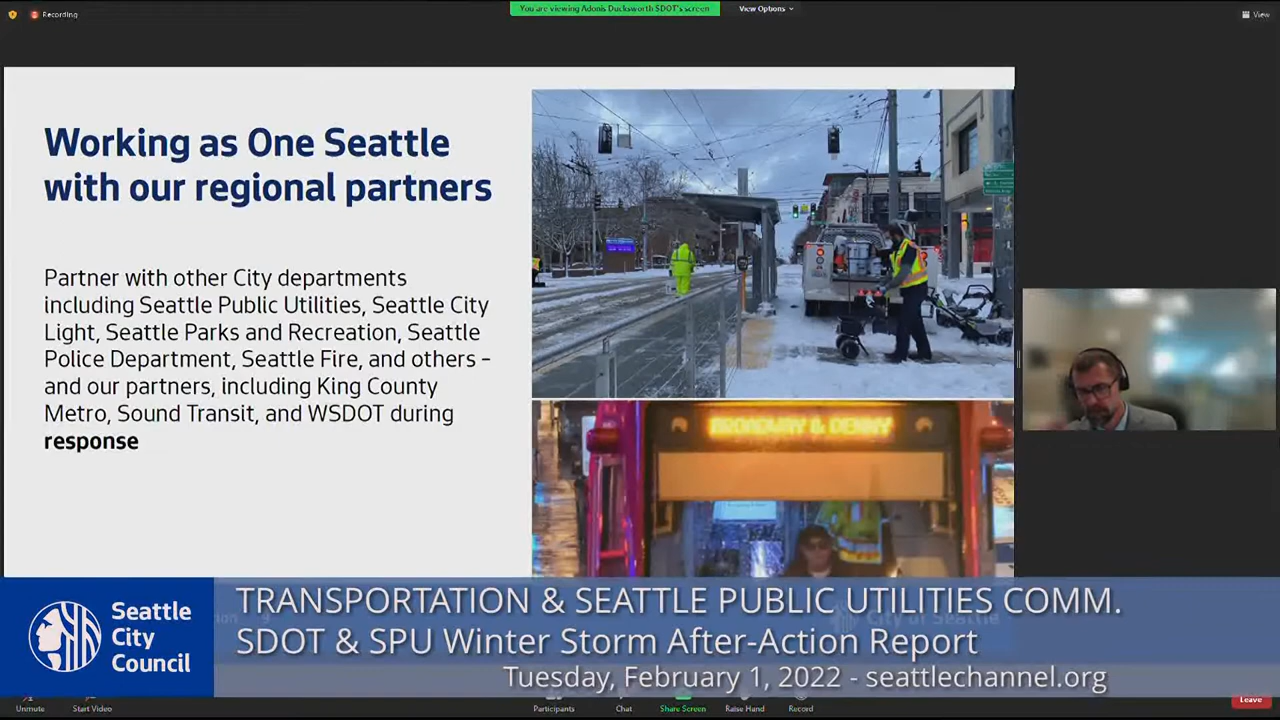 Recording
You are viewing Adonis Ducksworth SDOT's screen
View Options
View
Working as One Seattle
with our regional partners
Partner with other City departments
including Seattle Public Utilities, Seattle City
Light, Seattle Parks and Recreation, Seattle
Police Department, Seattle Fire, and others –
and our partners, including King County
Metro, Sound Transit, and WSDOT during
response
BROADWAY & DENNY
Seattle
City
Council
TRANSPORTATION & SEATTLE PUBLIC UTILITIES COMM.
SDOT & SPU Winter Storm After-Action Report
Tuesday, February 1, 2022 - seattlechannel.org
City of Seattle
Unmute
Start Video
Participants
Chat
Share Screen
Raise Hand
Record
Leave